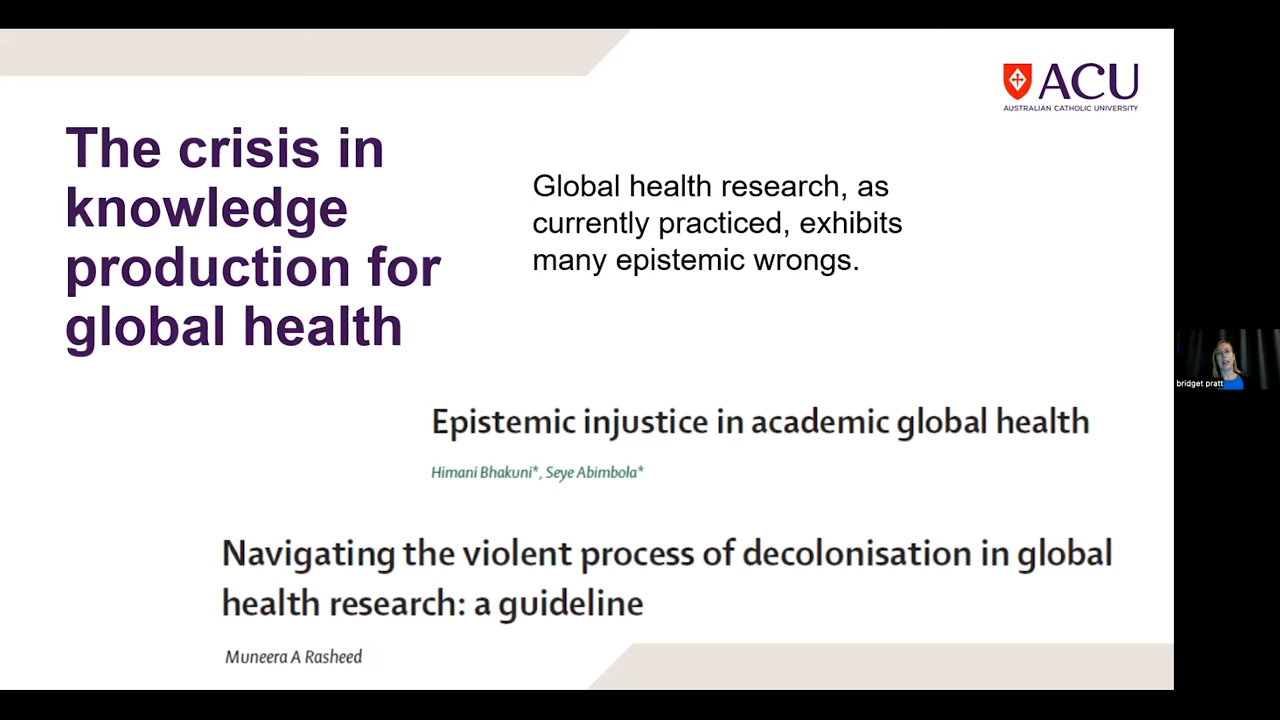 ACU
AUSTRALIAN CATHOLIC UNIVERSITY
The crisis in
knowledge
production for
global health
Global health research, as
currently practiced, exhibits
many epistemic wrongs.
Epistemic injustice in academic global health
Himani Bhakuni*, Seye Abimbola*
Navigating the violent process of decolonisation in global
health research: a guideline
Muneera A Rasheed
bridget pratt